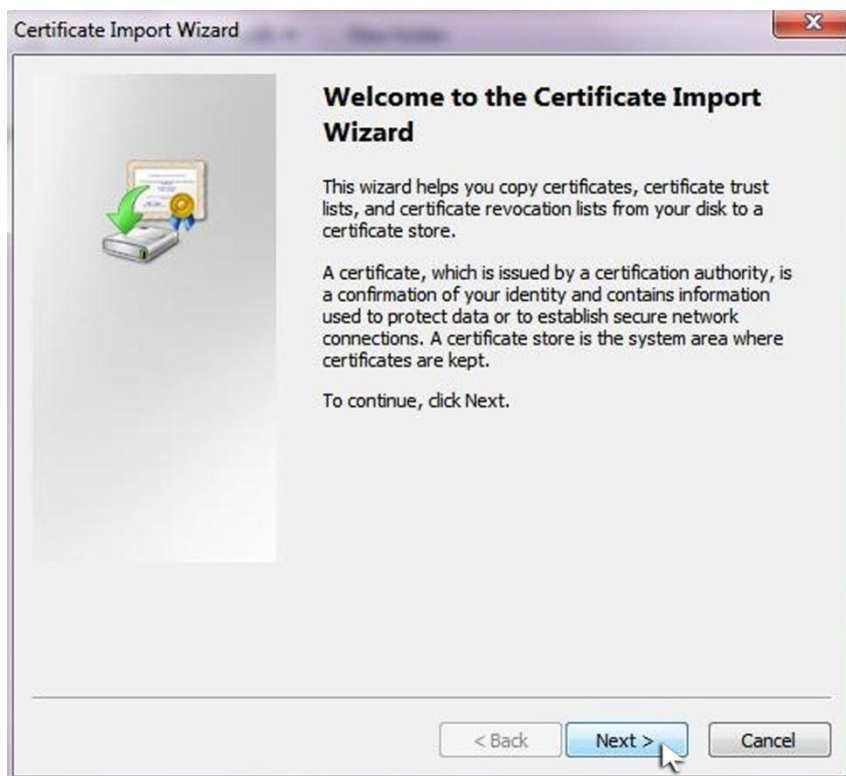 Certificate Import Wizard
Welcome to the Certificate Import
Wizard
This wizard helps you copy certificates, certificate trust
lists, and certificate revocation lists from your disk to a
certificate store.
A certificate, which is issued by a certification authority, is
a confirmation of your identity and contains information
used to protect data or to establish secure network
connections. A certificate store is the system area where
certificates are kept.
To continue, click Next.
< Back Next > Cancel